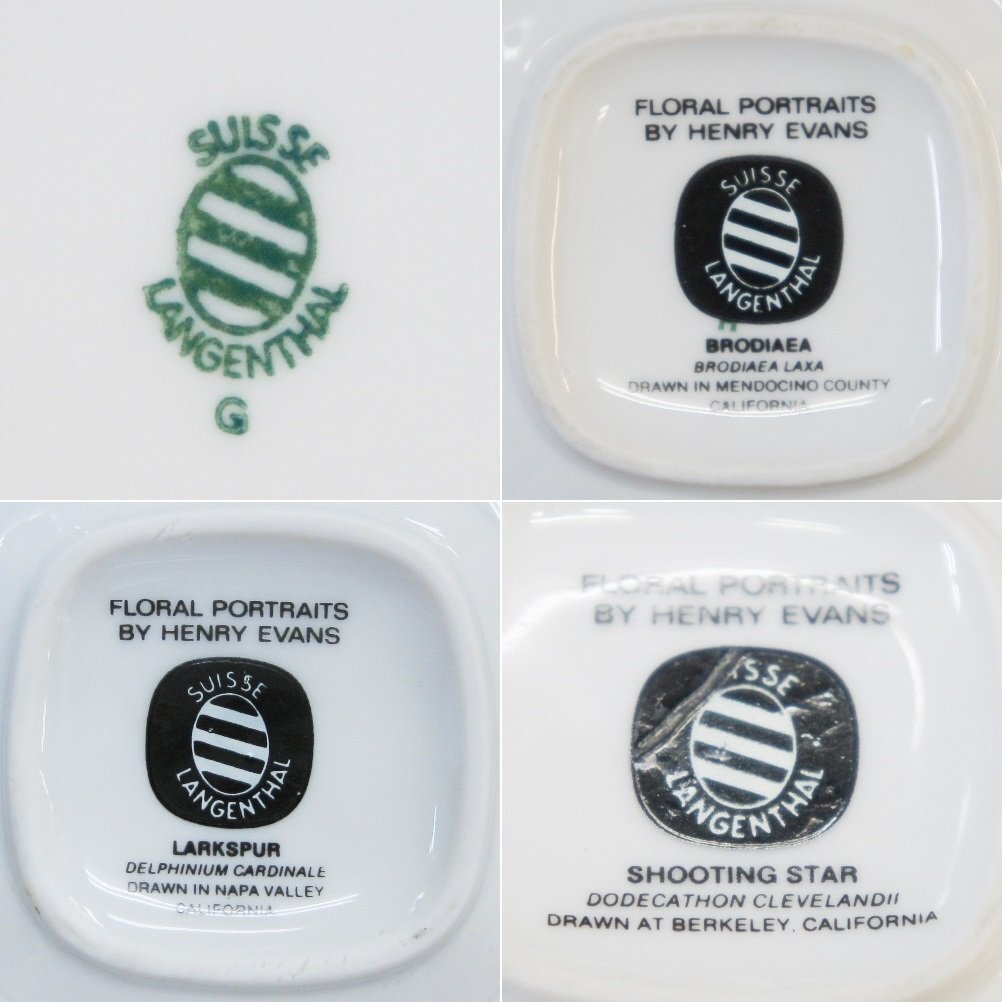 SUISSE
LANGENTHAL
G
FLORAL PORTRAITS
BY HENRY EVANS
SUISSE
LANGENTHAL
BRODIAEA
BRODIAEA LAXA
DRAWN IN MENDOCINO COUNTY
CALIFORNIA
FLORAL PORTRAITS
BY HENRY EVANS
SUISSE
LANGENTHAL
LARKSPUR
DELPHINIUM CARDINALE
DRAWN IN NAPA VALLEY
CALIFORNIA
FLORAL PORTRAITS
BY HENRY EVANS
LANGENTHAL
SHOOTING STAR
DODECATHON CLEVELANDII
DRAWN AT BERKELEY. CALIFORNIA